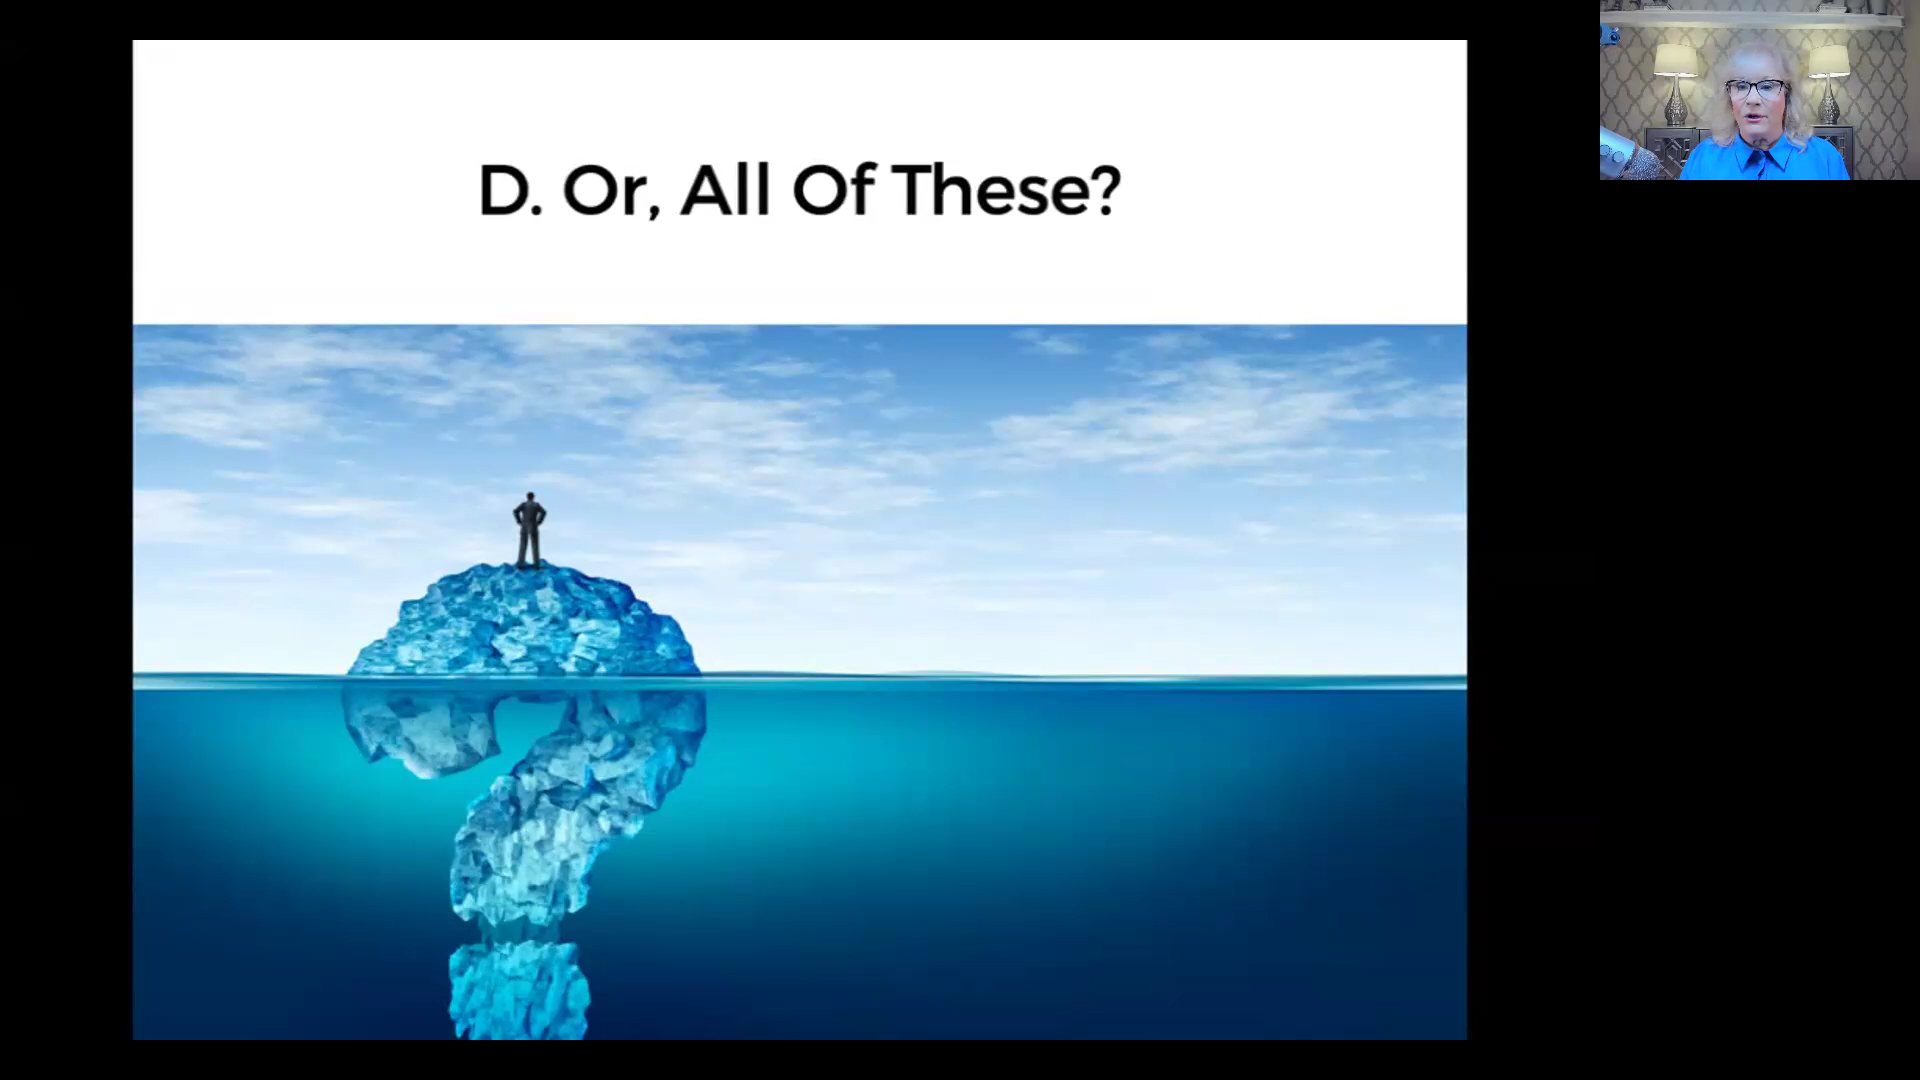 D. Or, All Of These?